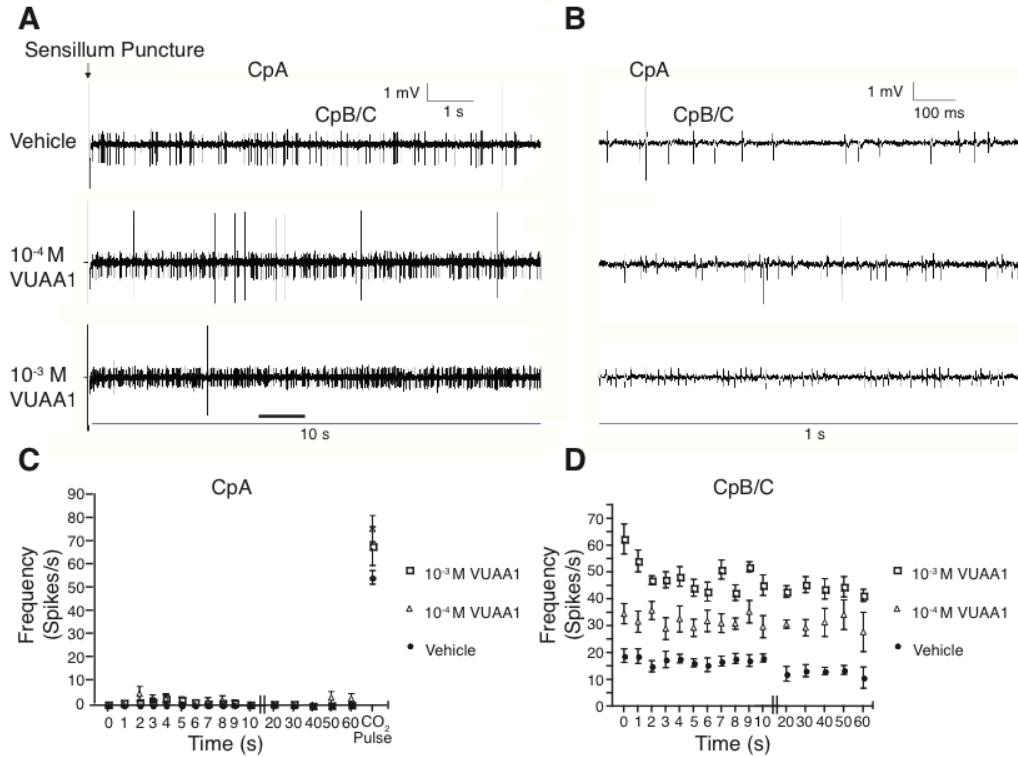 A
B
Sensillum Puncture
CpA
CpB/C
1 mV
1 s
Vehicle
10-4 M
VUAA1
10-3 M
VUAA1
10 s
CpA
CpB/C
1 mV
100 ms
1 s
C
CpA
Frequency
(Spikes/s)
90
80
70
60
50
40
30
20
10
0
0 1 2 3 4 5 6 7 8 9 10 20 30 40 50 60 CO2
Pulse
Time (s)
10-3 M VUAA1
10-4 M VUAA1
Vehicle
D
CpB/C
Frequency
(Spikes/s)
70
60
50
40
30
20
10
0
0 1 2 3 4 5 6 7 8 9 10 20 30 40 50 60
Time (s)
10-3 M VUAA1
10-4 M VUAA1
Vehicle